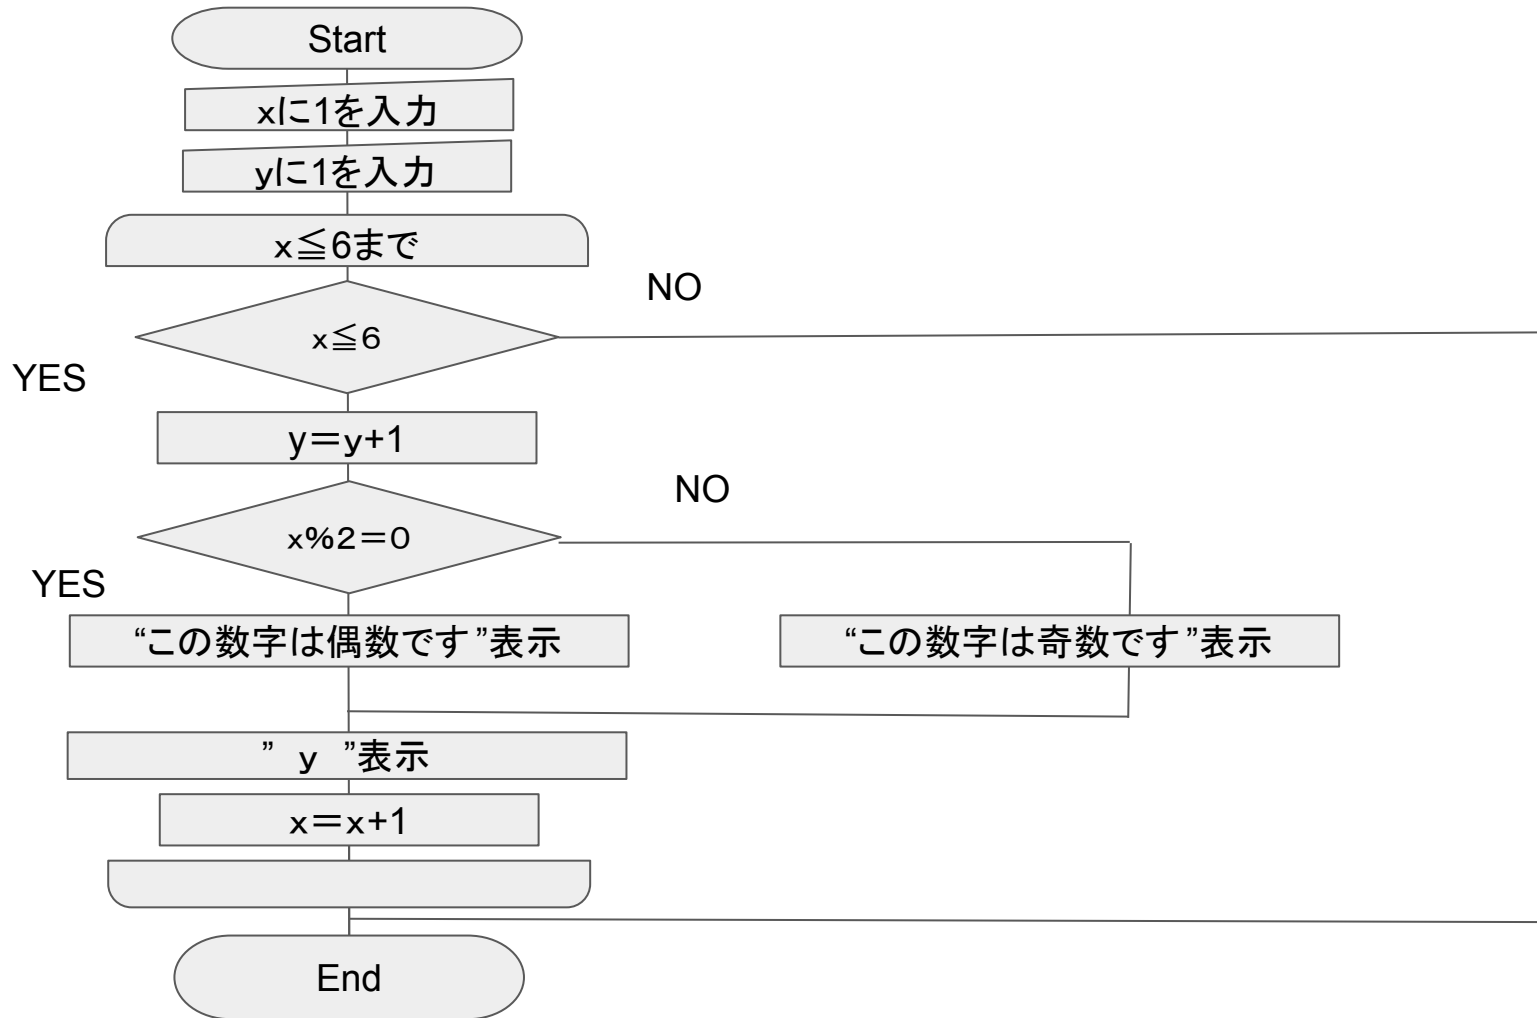 Start
xに1を入力
yに1を入力
x≦6まで
NO
x≦6
YES
y＝y+1
NO
x%2＝0
YES
“この数字は偶数です”表示
“この数字は奇数です”表示
”　y　”表示
x＝x+1
End